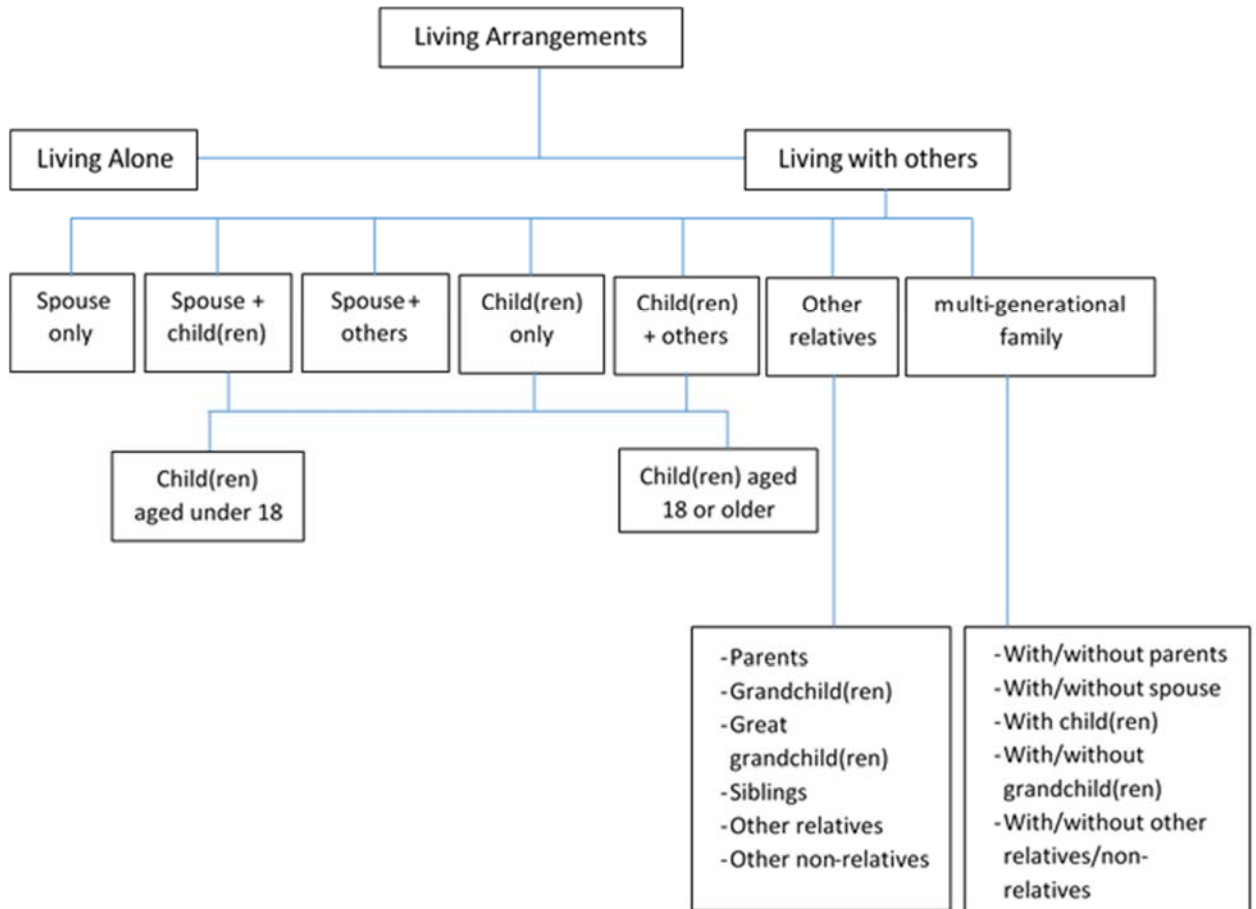 Living Arrangements
Living Alone
Living with others
Spouse
only
Spouse +
child(ren)
Spouse +
others
Child(ren)
only
Child(ren)
+ others
Other
relatives
multi-generational
family
Child(ren)
aged under 18
Child(ren) aged
18 or older
-Parents
-Grandchild(ren)
-Great
grandchild(ren)
-Siblings
-Other relatives
-Other non-relatives
-With/without parents
-With/without spouse
-With child(ren)
-With/without
grandchild(ren)
-With/without other
relatives/non-
relatives